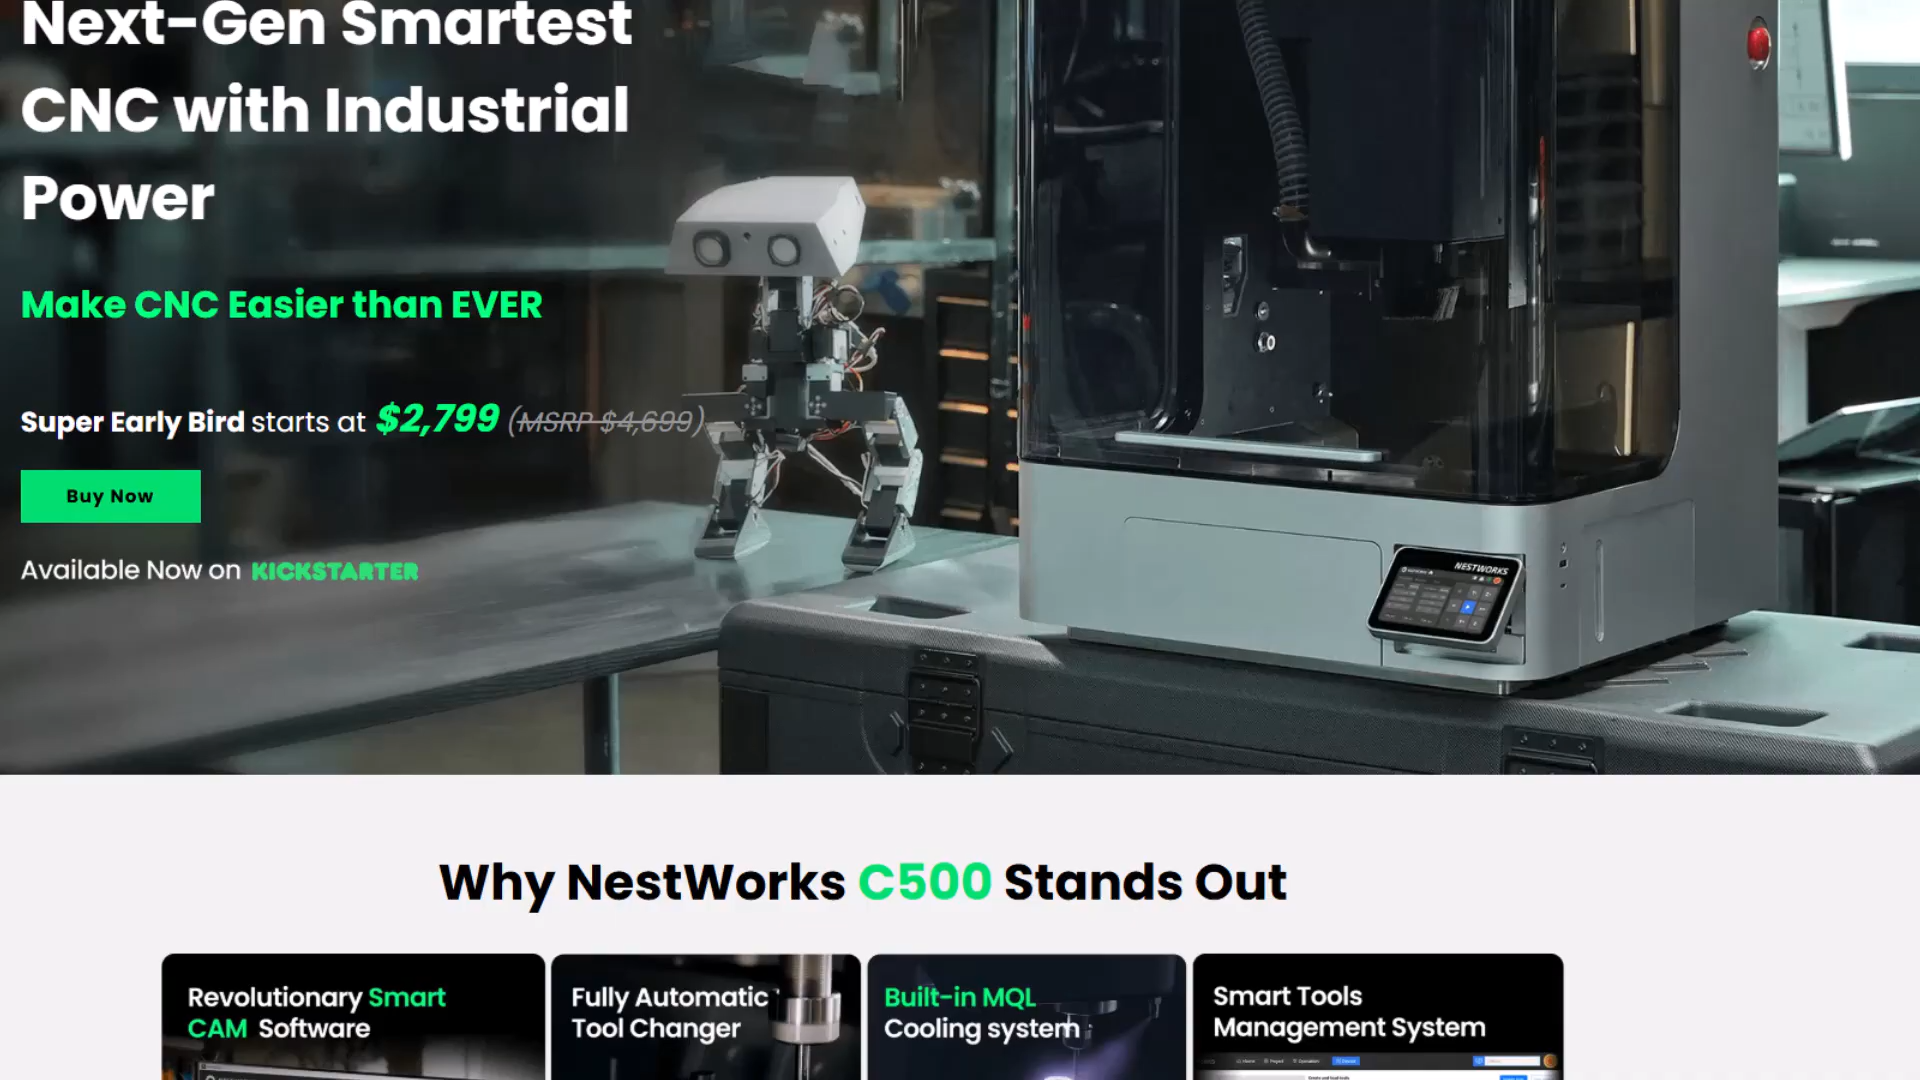 Next-Gen Smartest
CNC with Industrial
Power
Make CNC Easier than EVER
Super Early Bird starts at $2,799 (MSRP $4,699)
Buy Now
Available Now on KICKSTARTER
NESTWORKS
Why NestWorks C500 Stands Out
Revolutionary Smart
CAM Software
Fully Automatic
Tool Changer
Built-in MQL
Cooling system
Smart Tools
Management System